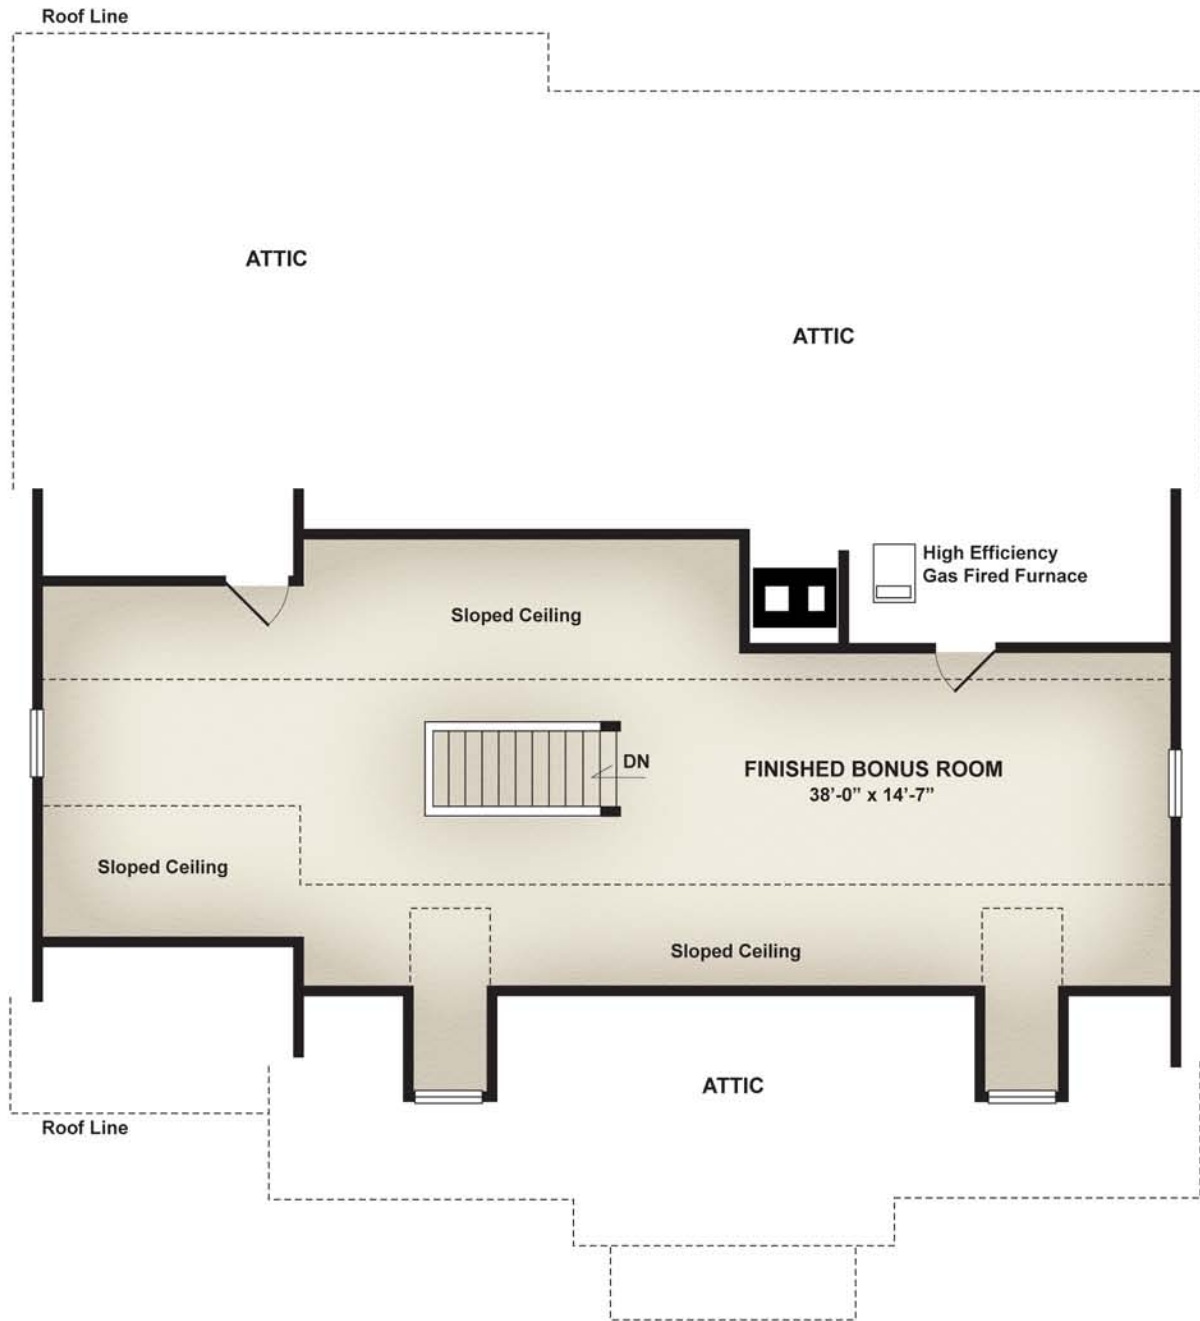 Roof Line
ATTIC
ATTIC
High Efficiency
Gas Fired Furnace
Sloped Ceiling
DN
FINISHED BONUS ROOM
38’-0” x 14’-7”
Sloped Ceiling
Sloped Ceiling
ATTIC
Roof Line